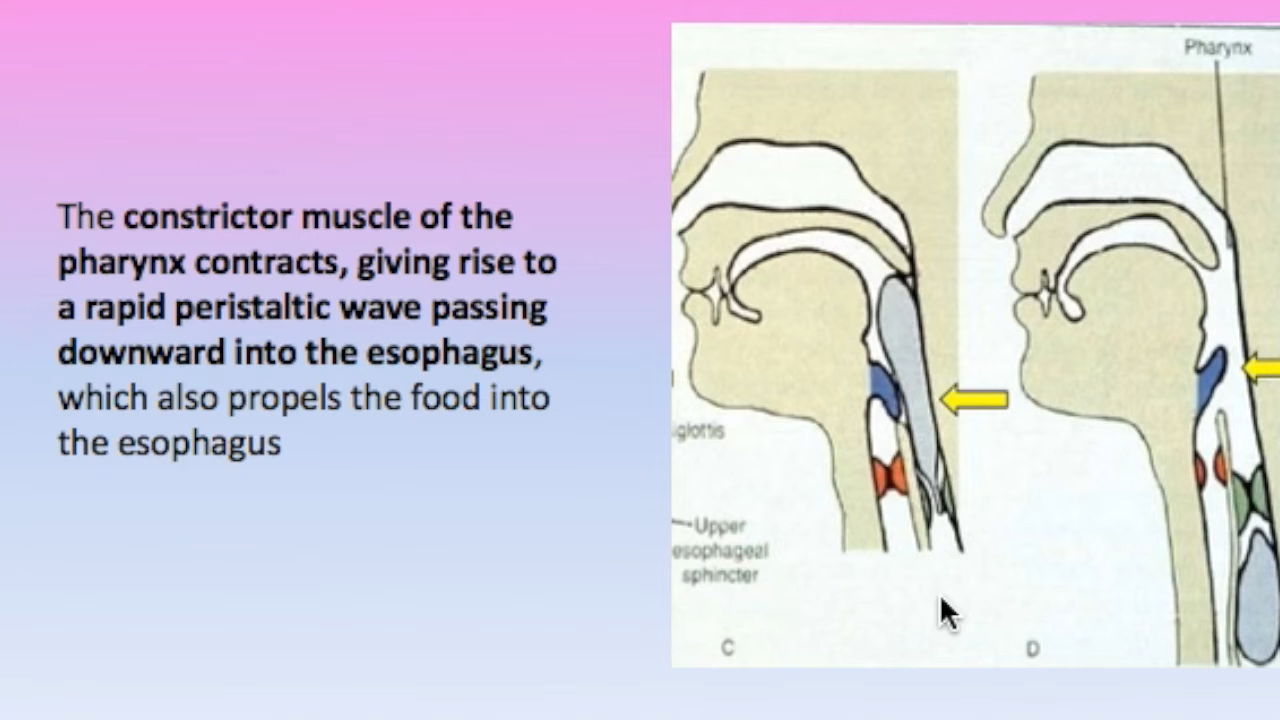 The constrictor muscle of the
pharynx contracts, giving rise to
a rapid peristaltic wave passing
downward into the esophagus,
which also propels the food into
the esophagus
Pharynx
iglottis
Upper
esophageal
sphincter
C
D